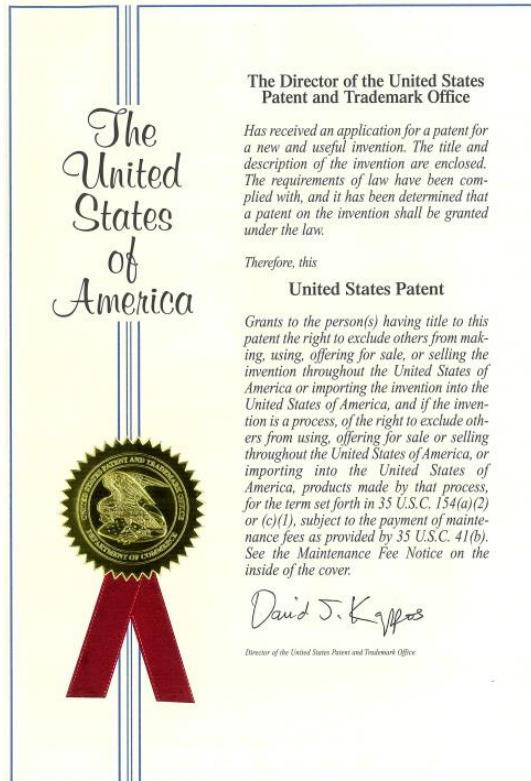 The
United
States
of
America
The Director of the United States
Patent and Trademark Office
Has received an application for a patent for
a new and useful invention. The title and
description of the invention are enclosed.
The requirements of law have been com-
plied with, and it has been determined that
a patent on the invention shall be granted
under the law.
Therefore, this
United States Patent
Grants to the person(s) having title to this
patent the right to exclude others from mak-
ing, using, offering for sale, or selling the
invention throughout the United States of
America or importing the invention into the
United States of America, and if the inven-
tion is a process, of the right to exclude oth-
ers from using, offering for sale or selling
throughout the United States of America, or
importing into the United States of
America, products made by that process,
for the term set forth in 35 U.S.C. 154(a)(2)
or (c)(1), subject to the payment of mainte-
nance fees as provided by 35 U.S.C. 41(b).
See the Maintenance Fee Notice on the
inside of the cover.
David J. Kappos
Director of the United States Patent and Trademark Office
UNITED STATES PATENT AND TRADEMARK OFFICE
DEPARTMENT OF COMMERCE